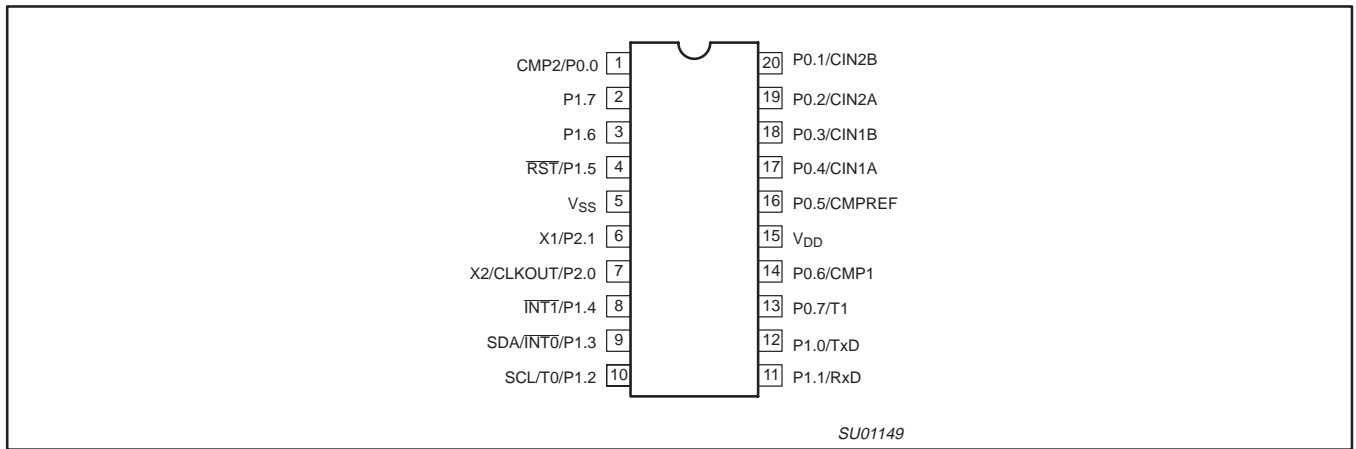 CMP2/P0.0 1 20 P0.1/CIN2B
P1.7 2 19 P0.2/CIN2A
P1.6 3 18 P0.3/CIN1B
R̅S̅T̅/P1.5 4 17 P0.4/CIN1A
VSS 5 16 P0.5/CMPREF
X1/P2.1 6 15 VDD
X2/CLKOUT/P2.0 7 14 P0.6/CMP1
I̅N̅T̅1̅/P1.4 8 13 P0.7/T1
SDA/I̅N̅T̅0̅/P1.3 9 12 P1.0/TxD
SCL/T0/P1.2 10 11 P1.1/RxD
SU01149